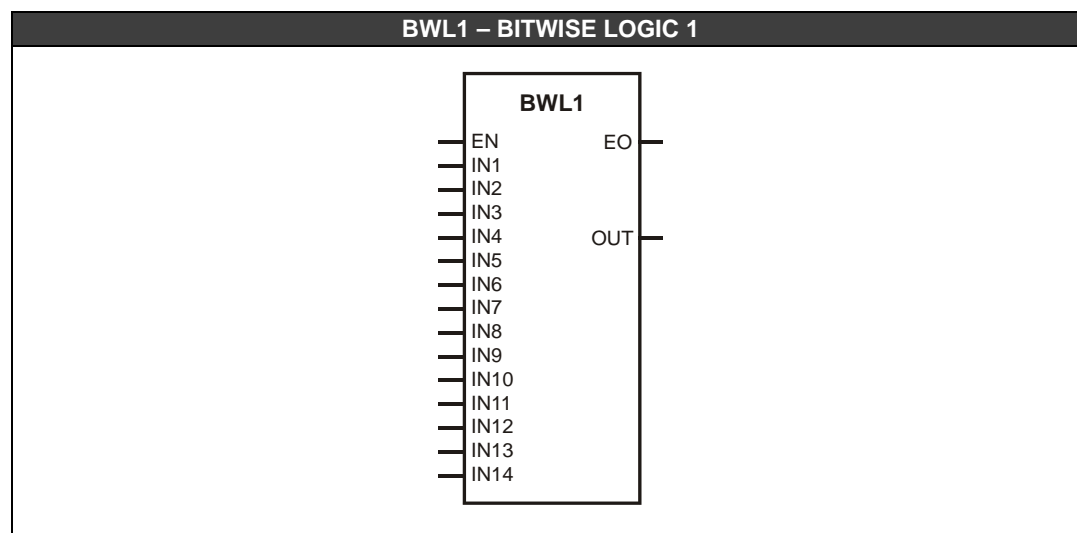 BWL1 – BITWISE LOGIC 1
BWL1
EN EO
IN1
IN2
IN3
IN4 OUT
IN5
IN6
IN7
IN8
IN9
IN10
IN11
IN12
IN13
IN14